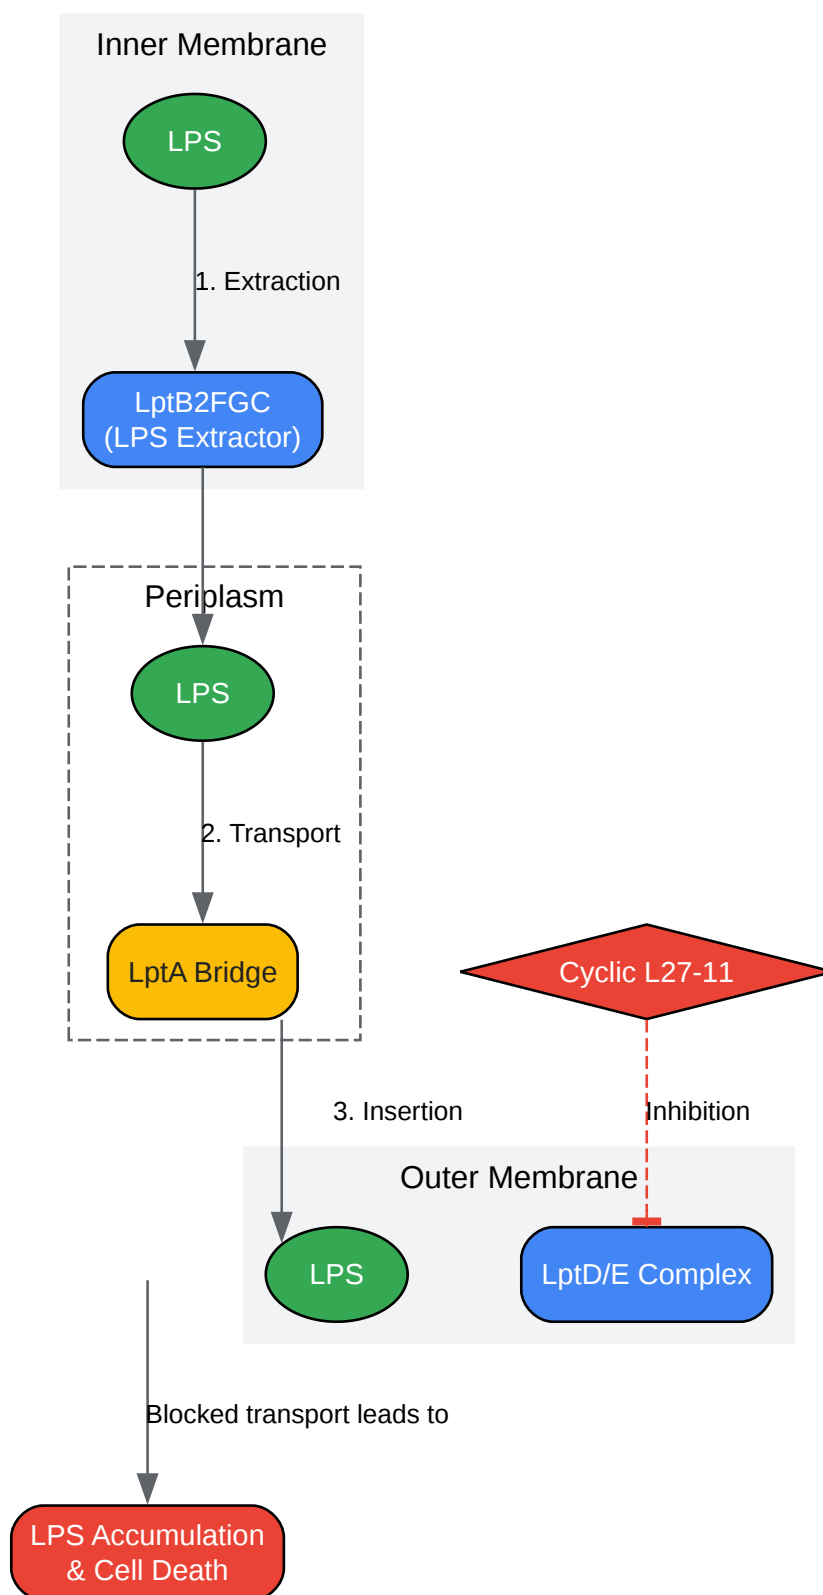 Inner Membrane
LPS
1. Extraction
LptB2FGC
(LPS Extractor)
Periplasm
LPS
2. Transport
LptA Bridge
Cyclic L27-11
3. Insertion
Inhibition
Outer Membrane
LPS
LptD/E Complex
Blocked transport leads to
LPS Accumulation
& Cell Death